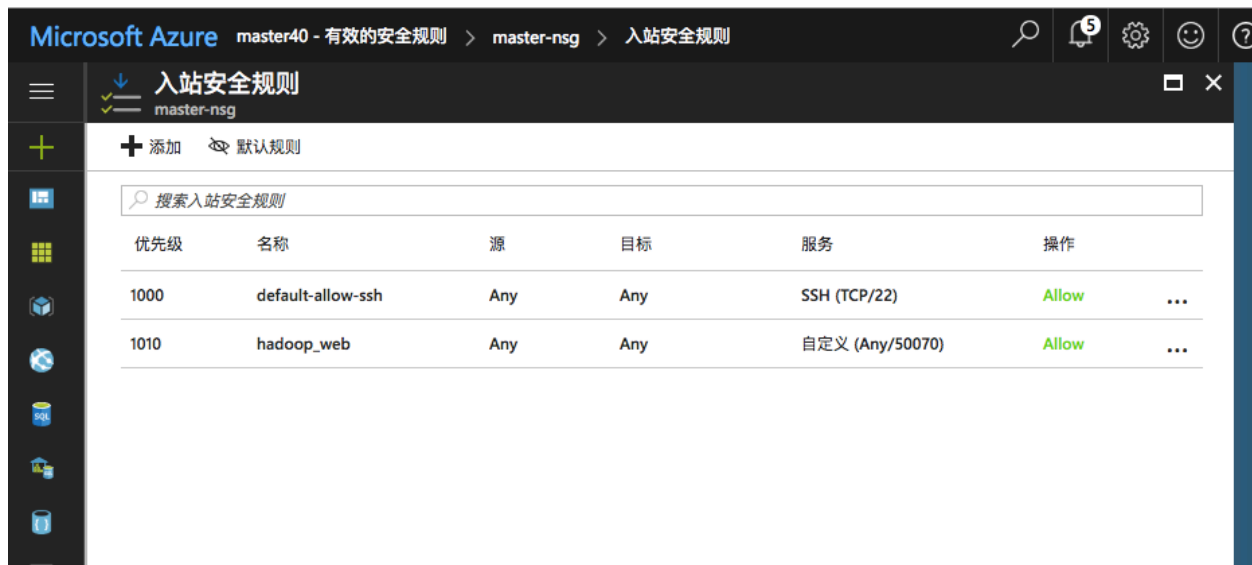 Microsoft Azure master40 - 有效的安全规则 > master-nsg > 入站安全规则 5
入站安全规则
master-nsg
添加 默认规则
搜索入站安全规则
优先级 名称 源 目标 服务 操作
1000 default-allow-ssh Any Any SSH (TCP/22) Allow ...
1010 hadoop_web Any Any 自定义 (Any/50070) Allow ...
SQL